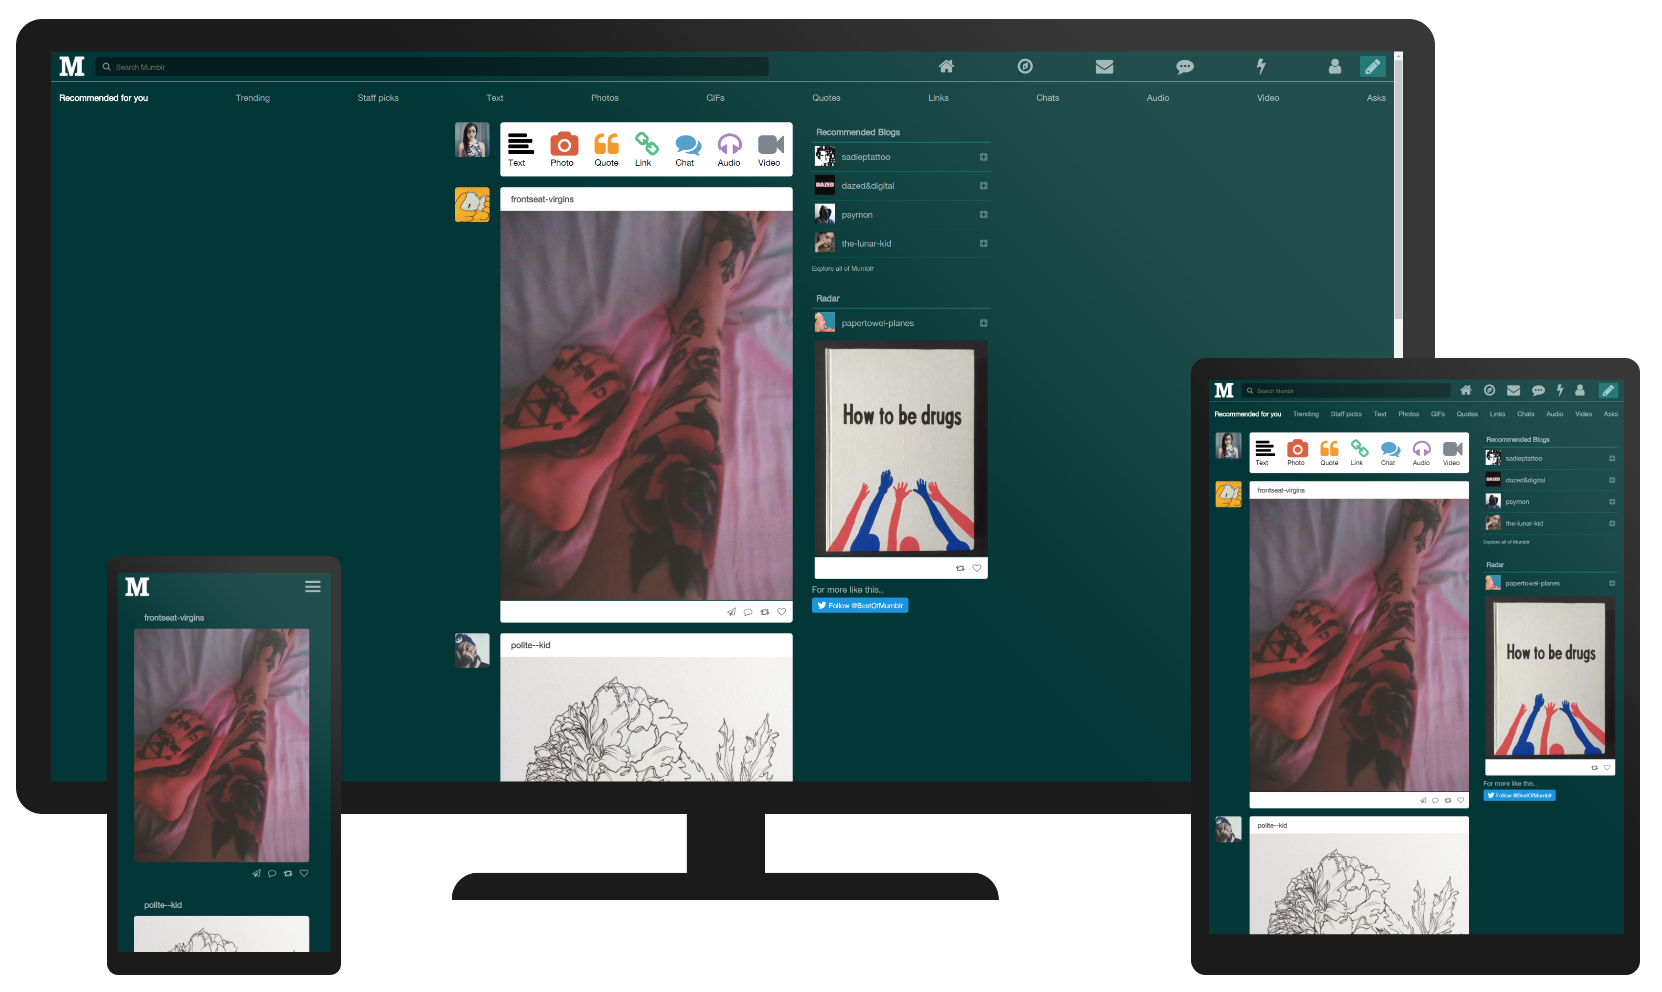 M Search Mumblr
Recommended for you Trending Staff picks Text Photos GIFs Quotes Links Chats Audio Video Asks
Text Photo Quote Link Chat Audio Video
frontseat-virgins
polite--kid
Recommended Blogs
sadieptattoo
DAZED dazed&digital
psymon
the-lunar-kid
Explore all of Mumblr
Radar
papertowel-planes
How to be drugs
For more like this..
Follow @BestOfMumblr
M
frontseat-virgins
polite--kid
M Search Mumblr
Recommended for you Trending Staff picks Text Photos GIFs Quotes Links Chats Audio Video Asks
Text Photo Quote Link Chat Audio Video
frontseat-virgins
polite--kid
Recommended Blogs
sadieptattoo
DAZED dazed&digital
psymon
the-lunar-kid
Explore all of Mumblr
Radar
papertowel-planes
How to be drugs
For more like this..
Follow @BestOfMumblr